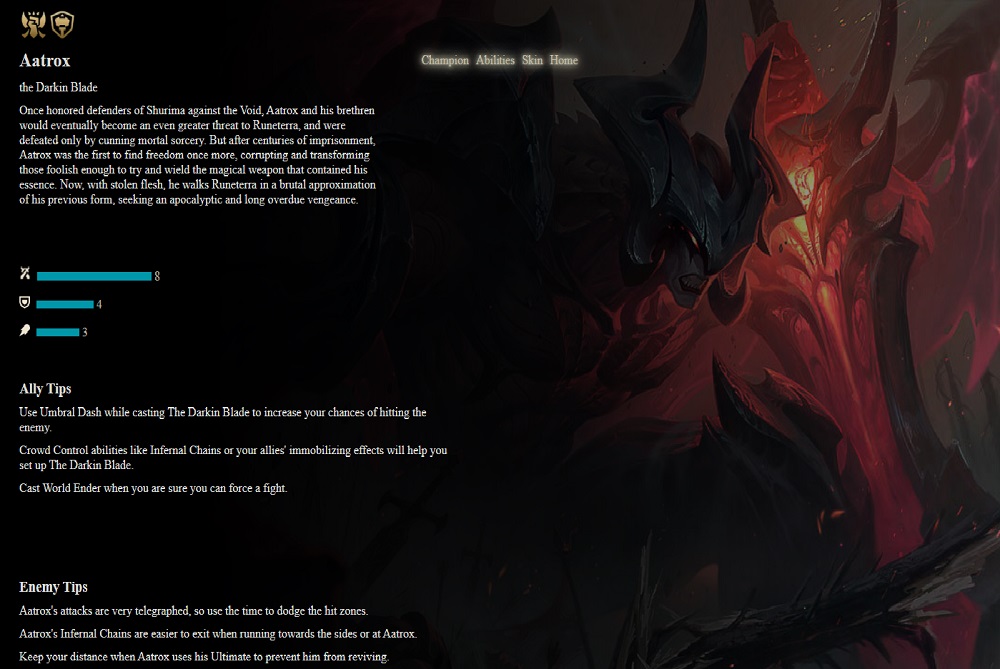 Aatrox
Champion Abilities Skin Home
the Darkin Blade
Once honored defenders of Shurima against the Void, Aatrox and his brethren
would eventually become an even greater threat to Runeterra, and were
defeated only by cunning mortal sorcery. But after centuries of imprisonment,
Aatrox was the first to find freedom once more, corrupting and transforming
those foolish enough to try and wield the magical weapon that contained his
essence. Now, with stolen flesh, he walks Runeterra in a brutal approximation
of his previous form, seeking an apocalyptic and long overdue vengeance.
8
4
3
Ally Tips
Use Umbral Dash while casting The Darkin Blade to increase your chances of hitting the
enemy.
Crowd Control abilities like Infernal Chains or your allies' immobilizing effects will help you
set up The Darkin Blade.
Cast World Ender when you are sure you can force a fight.
Enemy Tips
Aatrox's attacks are very telegraphed, so use the time to dodge the hit zones.
Aatrox's Infernal Chains are easier to exit when running towards the sides or at Aatrox.
Keep your distance when Aatrox uses his Ultimate to prevent him from reviving.